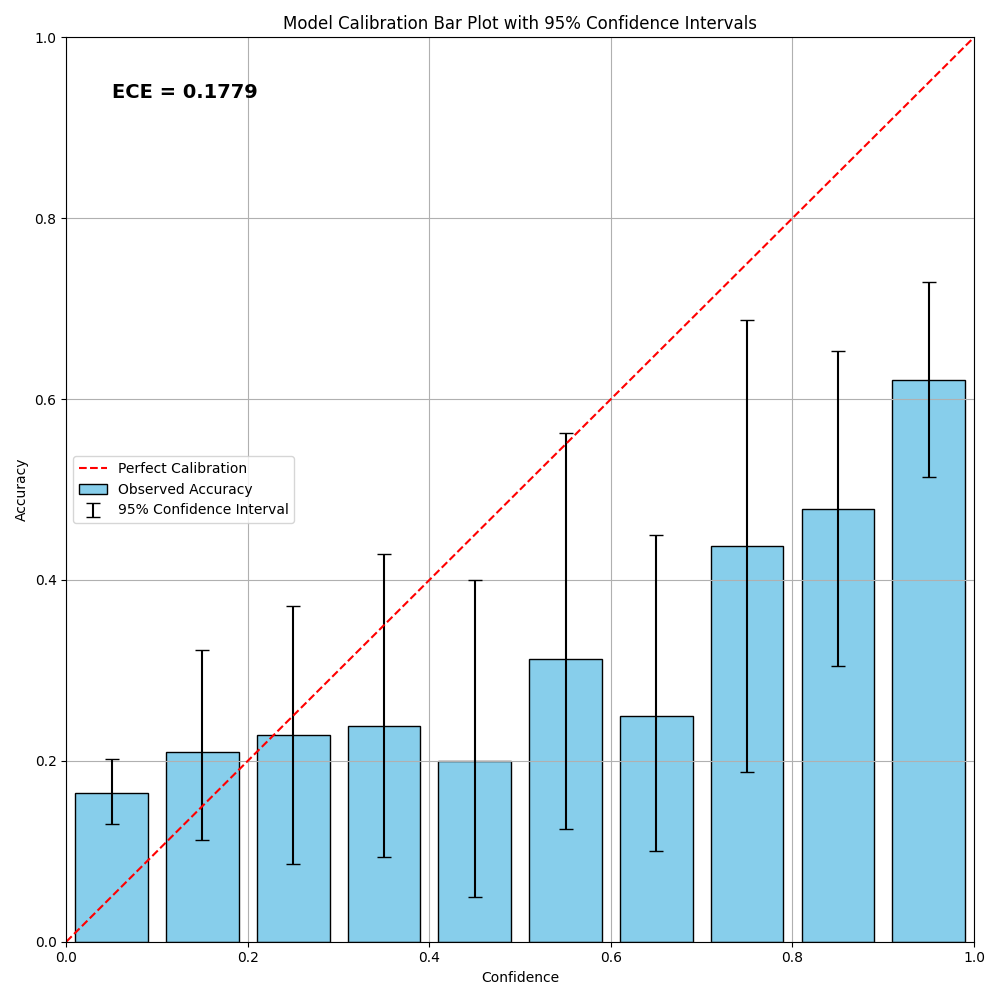 Model Calibration Bar Plot with 95% Confidence Intervals
ECE = 0.1779
1.0
0.8
0.6
0.4
0.2
0.0
Accuracy
Perfect Calibration
Observed Accuracy
95% Confidence Interval
0.0 0.2 0.4 0.6 0.8 1.0
Confidence